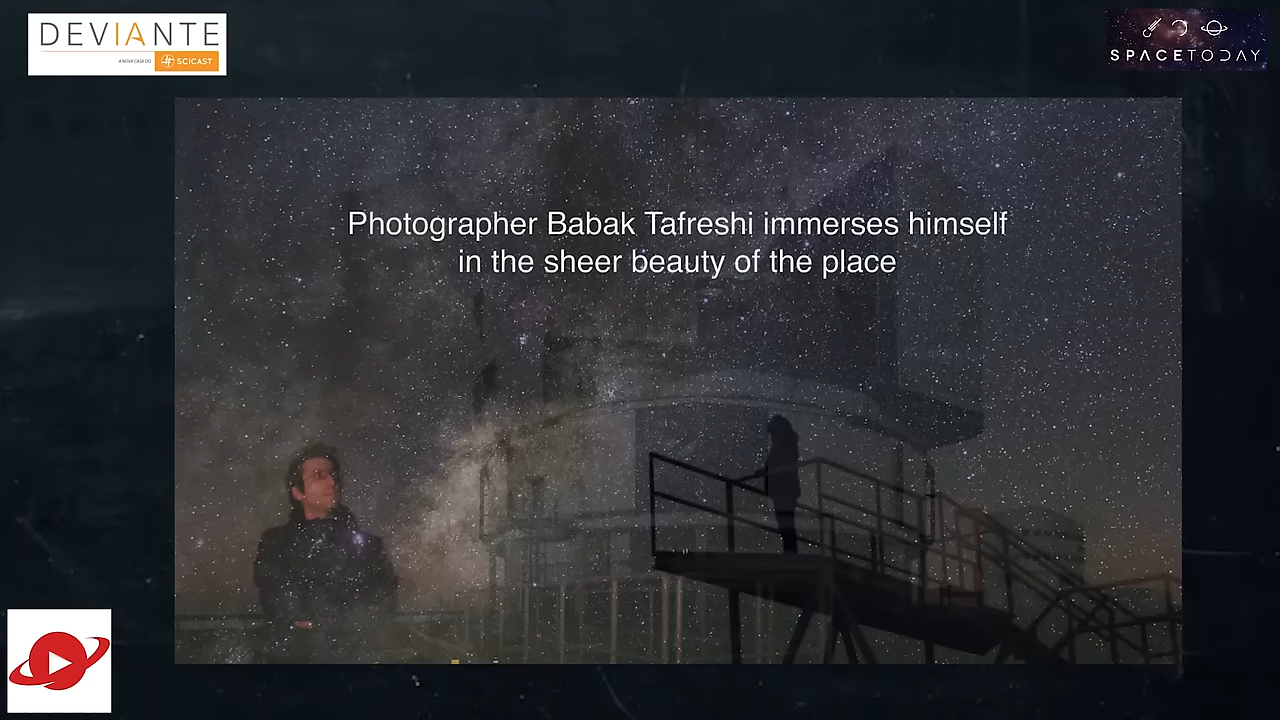 DEVIANTE
A NOVA CASA DO
SCICAST
SPACETODAY
Photographer Babak Tafreshi immerses himself
in the sheer beauty of the place